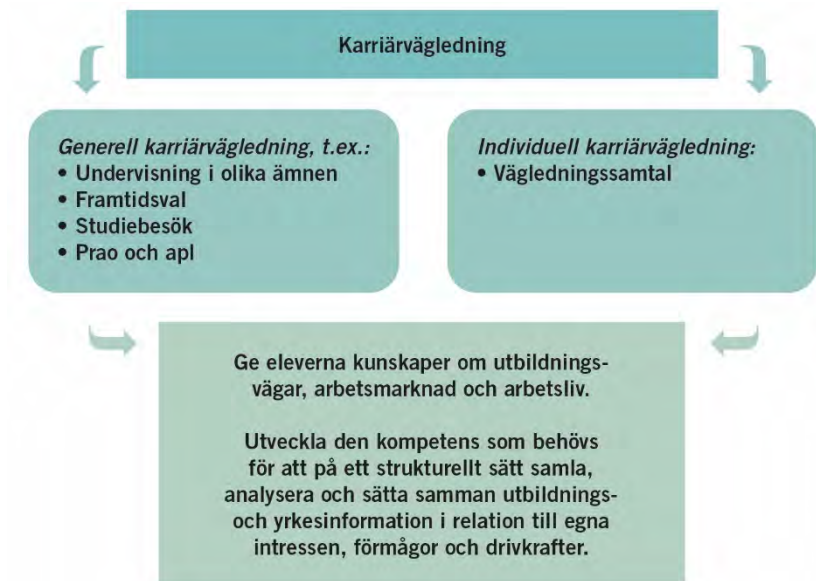 Karriärvägledning
Generell karriärvägledning, t.ex.:
• Undervisning i olika ämnen
• Framtidsval
• Studiebesök
• Prao och apl
Individuell karriärvägledning:
• Vägledningssamtal
Ge eleverna kunskaper om utbildnings-
vägar, arbetsmarknad och arbetsliv.
Utveckla den kompetens som behövs
för att på ett strukturellt sätt samla,
analysera och sätta samman utbildnings-
och yrkesinformation i relation till egna
intressen, förmågor och drivkrafter.